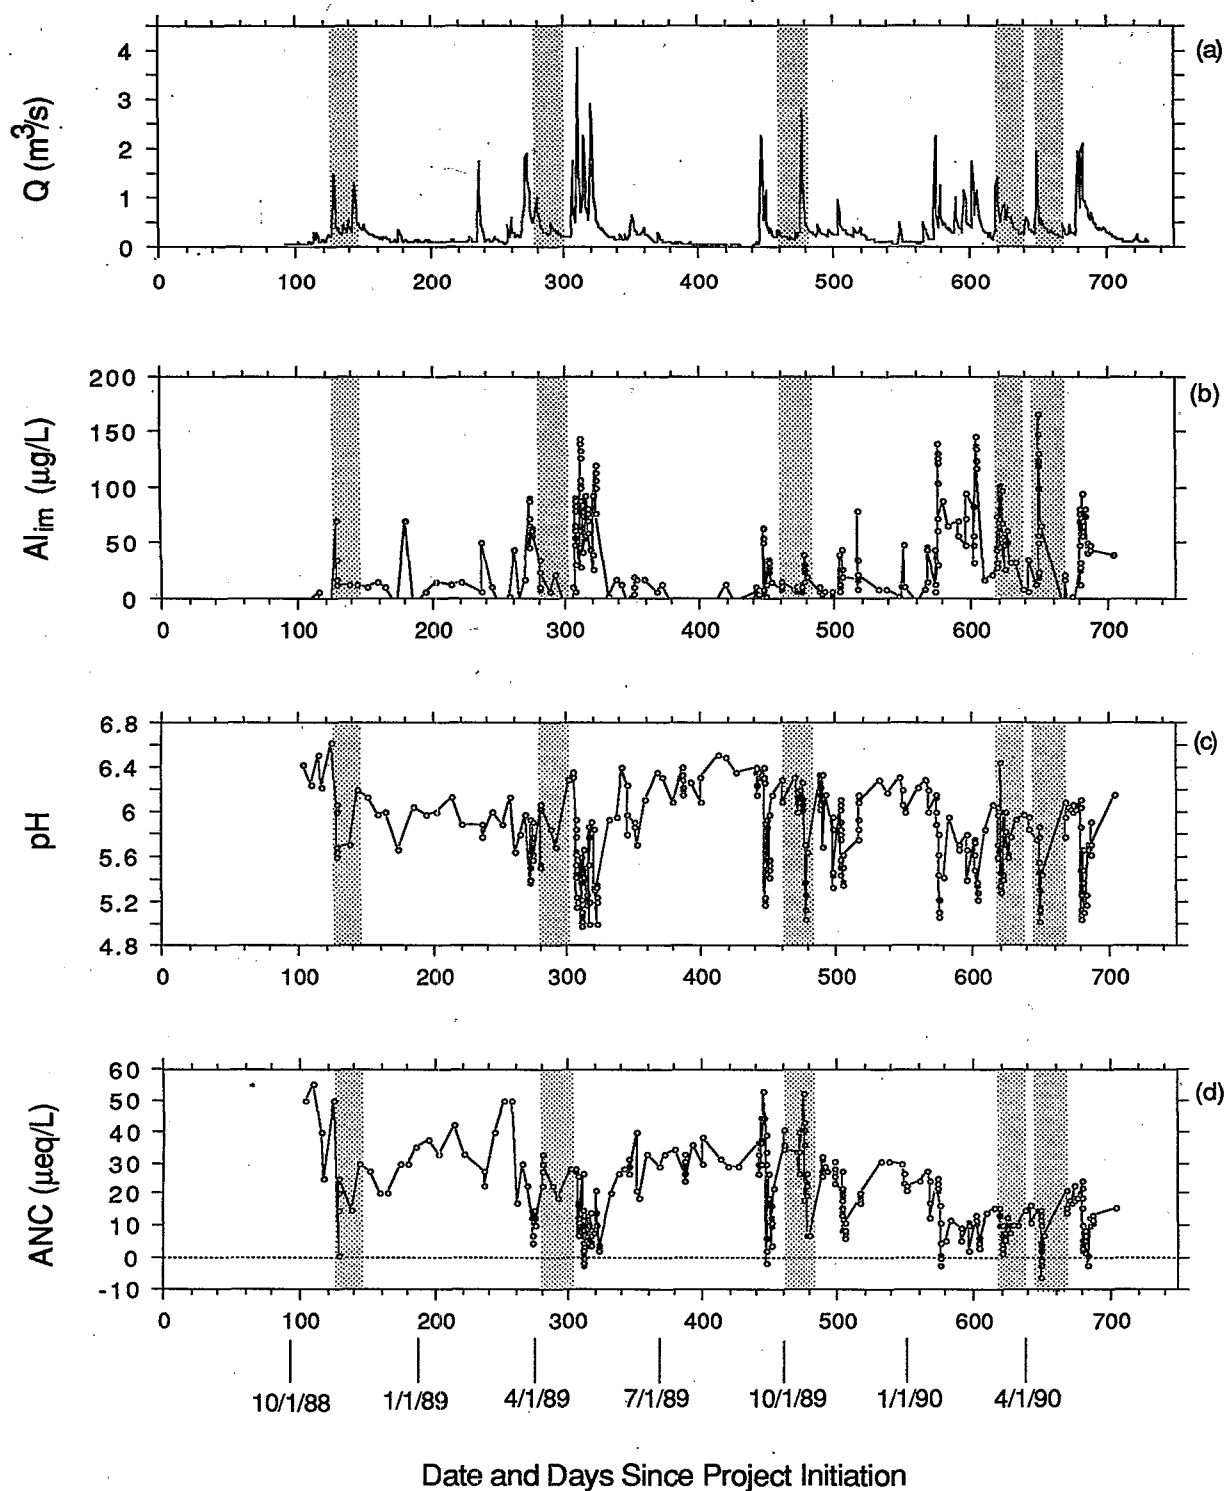 (a)
4
3
2
1
0
Q (m³/s)
0 100 200 300 400 500 600 700
(b)
200
150
100
50
0
Alim (µg/L)
0 100 200 300 400 500 600 700
(c)
6.8
6.4
6
5.6
5.2
4.8
pH
0 100 200 300 400 500 600 700
(d)
60
50
40
30
20
10
0
-10
ANC (µeq/L)
0 100 200 300 400 500 600 700
10/1/88 1/1/89 4/1/89 7/1/89 10/1/89 1/1/90 4/1/90
Date and Days Since Project Initiation